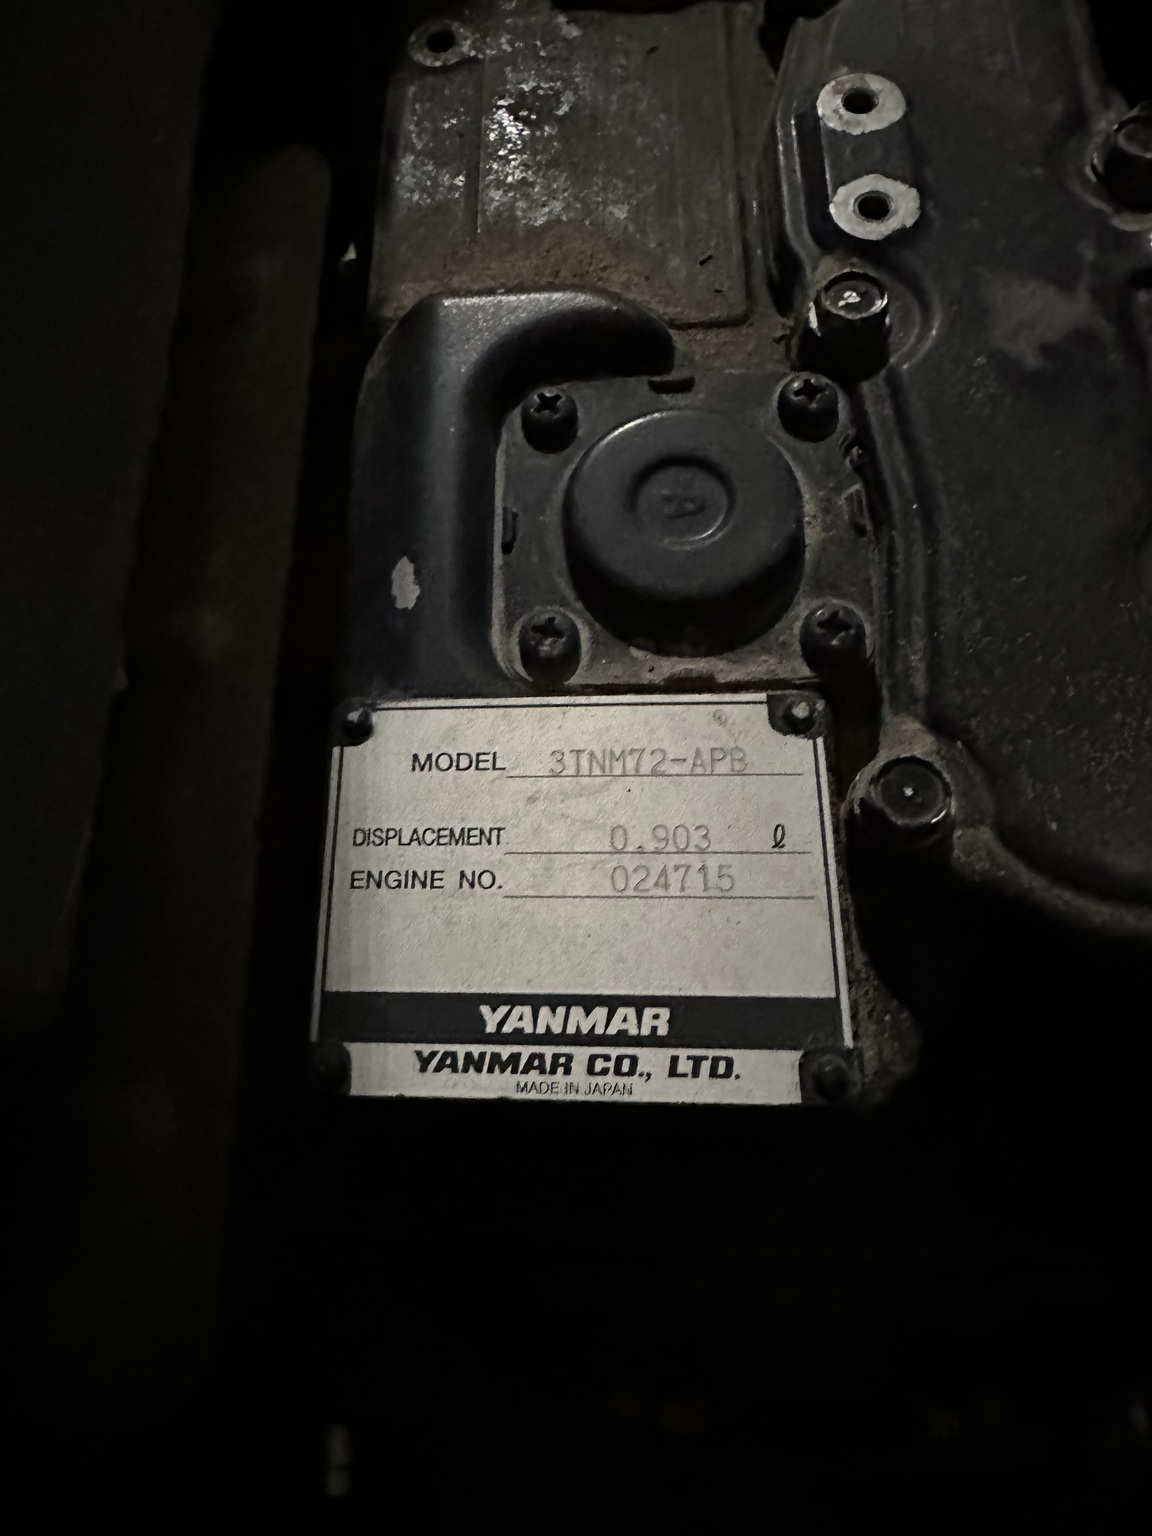 MODEL 3TNM72-APB
DISPLACEMENT 0.903 ℓ
ENGINE NO. 024715
YANMAR
YANMAR CO., LTD.
MADE IN JAPAN